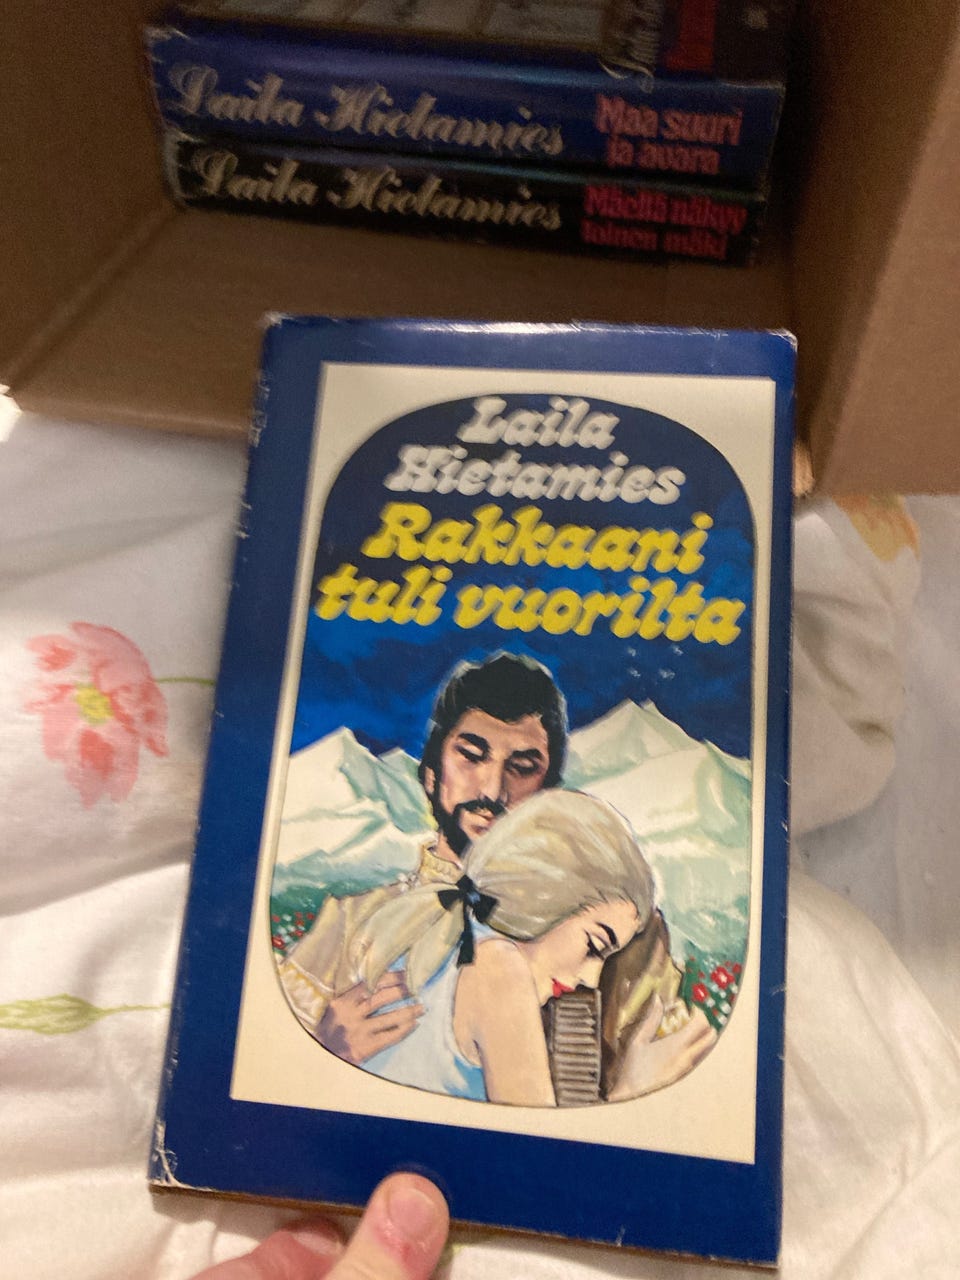 Laila Hietamies
Maa suuri
ja avara
Laila Hietamies
Mäeltä näkyy
toinen mäki
Laila
Hietamies
Rakkaani
tuli vuorilta